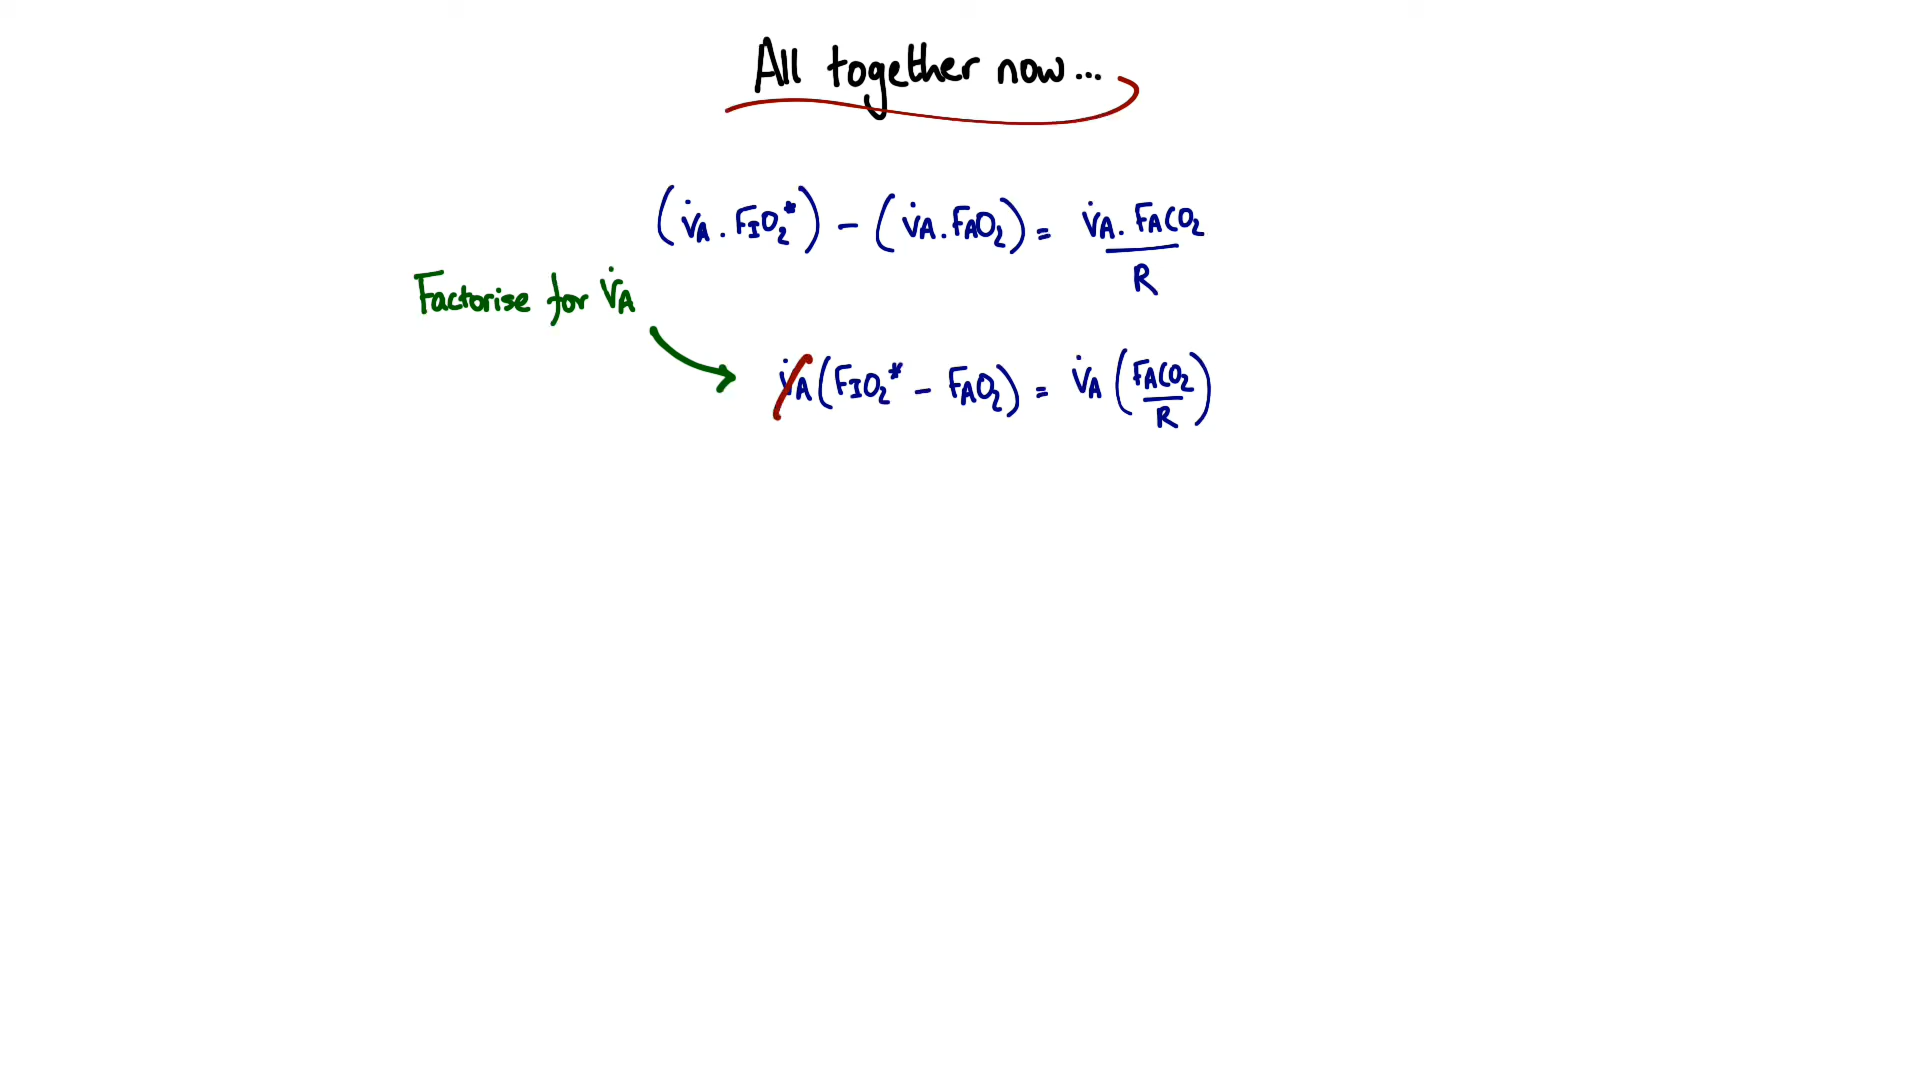 All together now...
(V̇A . FIO₂*) - (V̇A . FAO₂) = V̇A . FACO₂ / R
Factorise for V̇A
V̇A (FIO₂* - FAO₂) = V̇A (FACO₂ / R)